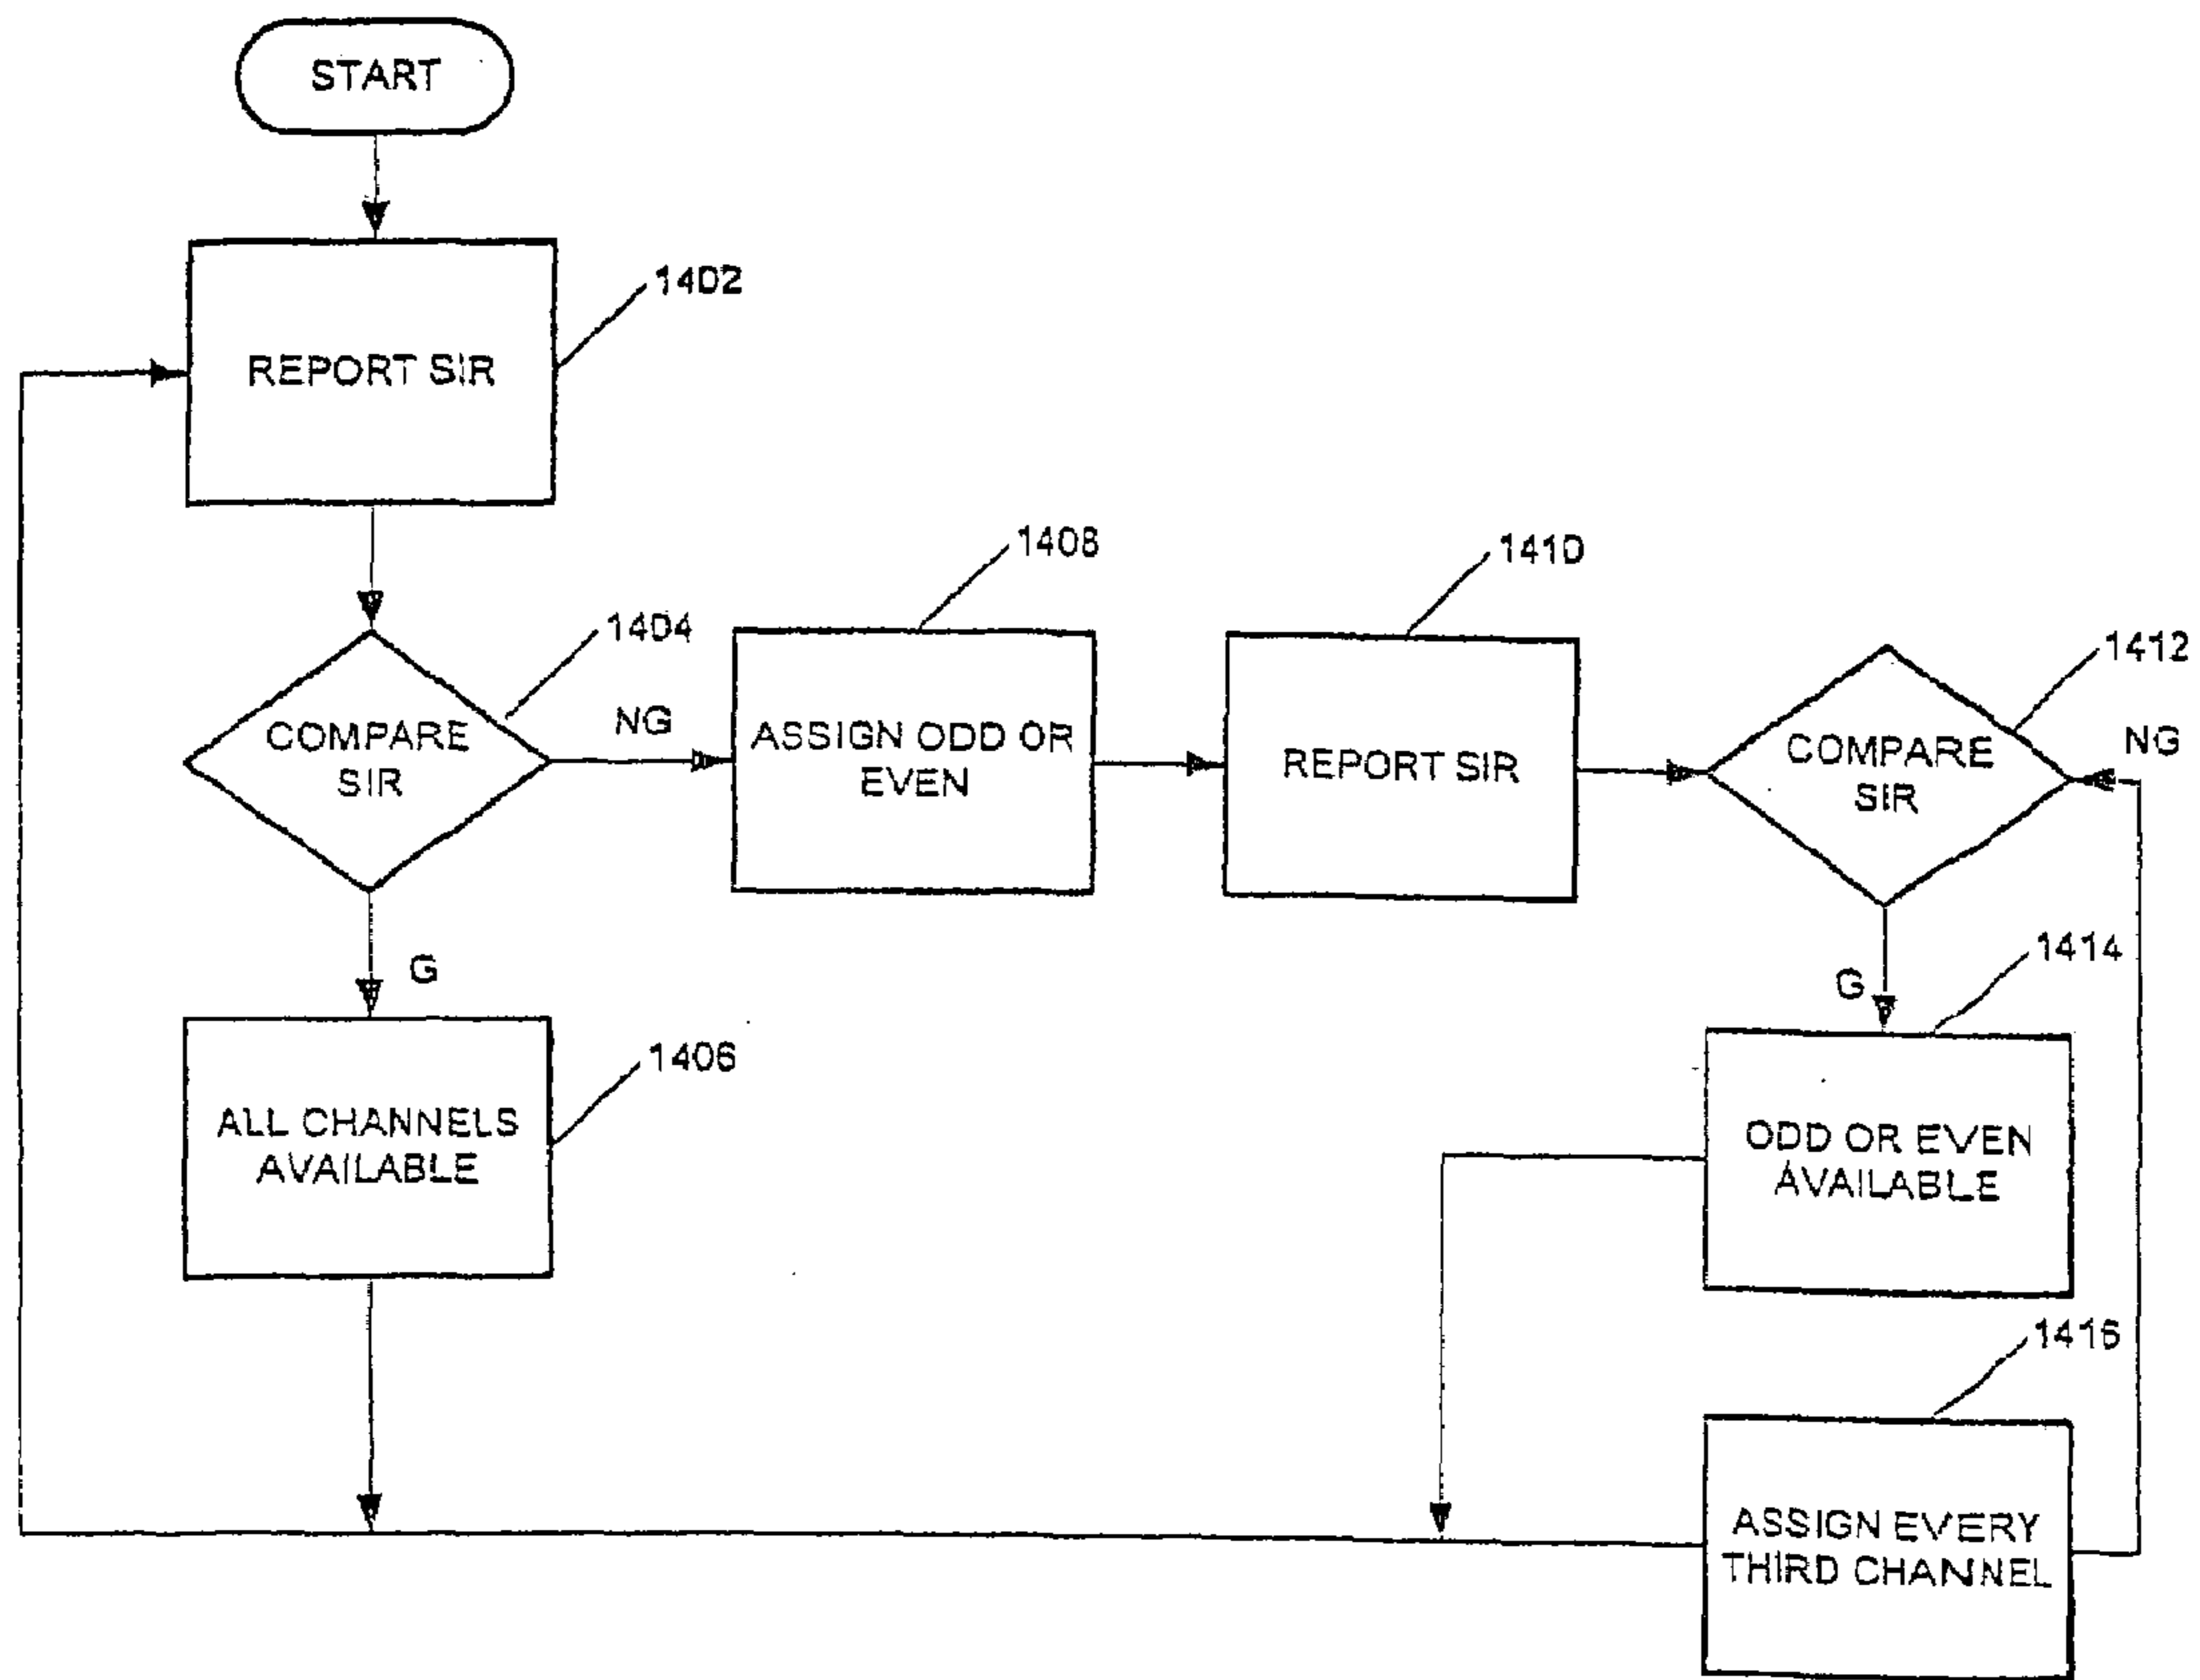 START
1402
REPORT SIR
1404
COMPARE
SIR
NG
1408
ASSIGN ODD OR
EVEN
1410
REPORT SIR
1412
COMPARE
SIR
NG
G
1406
ALL CHANNELS
AVAILABLE
G
1414
ODD OR EVEN
AVAILABLE
1416
ASSIGN EVERY
THIRD CHANNEL